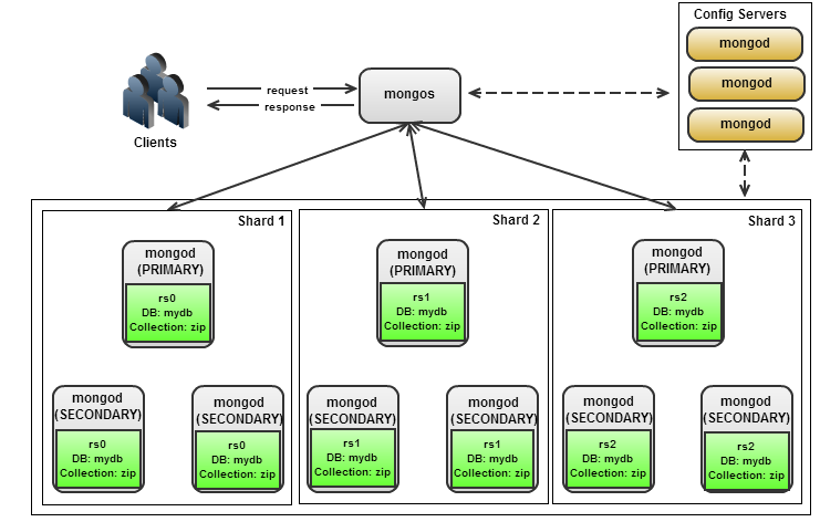 Config Servers
mongod
mongod
mongod
request
response
mongos
Clients
Shard 1
mongod
(PRIMARY)
rs0
DB: mydb
Collection: zip
mongod
(SECONDARY)
rs0
DB: mydb
Collection: zip
mongod
(SECONDARY)
rs0
DB: mydb
Collection: zip
Shard 2
mongod
(PRIMARY)
rs1
DB: mydb
Collection: zip
mongod
(SECONDARY)
rs1
DB: mydb
Collection: zip
mongod
(SECONDARY)
rs1
DB: mydb
Collection: zip
Shard 3
mongod
(PRIMARY)
rs2
DB: mydb
Collection: zip
mongod
(SECONDARY)
rs2
DB: mydb
Collection: zip
mongod
(SECONDARY)
rs2
DB: mydb
Collection: zip